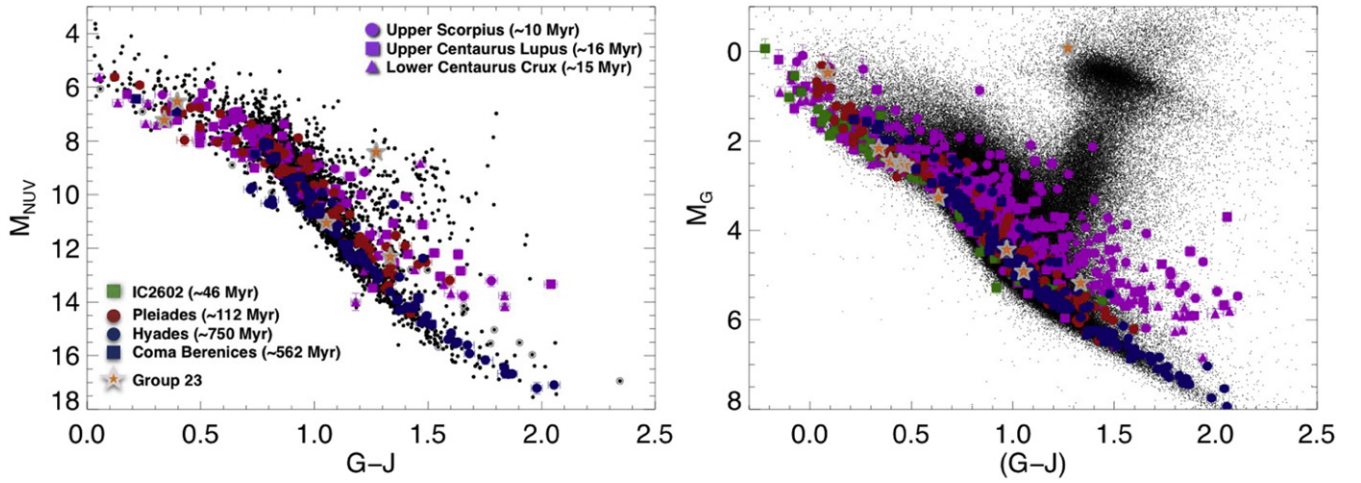 4
6
8
10
12
14
16
18
M_NUV
Upper Scorpius (~10 Myr)
Upper Centaurus Lupus (~16 Myr)
Lower Centaurus Crux (~15 Myr)
IC2602 (~46 Myr)
Pleiades (~112 Myr)
Hyades (~750 Myr)
Coma Berenices (~562 Myr)
Group 23
0.0 0.5 1.0 1.5 2.0 2.5
G−J
0
2
4
6
8
M_G
0.0 0.5 1.0 1.5 2.0 2.5
(G−J)